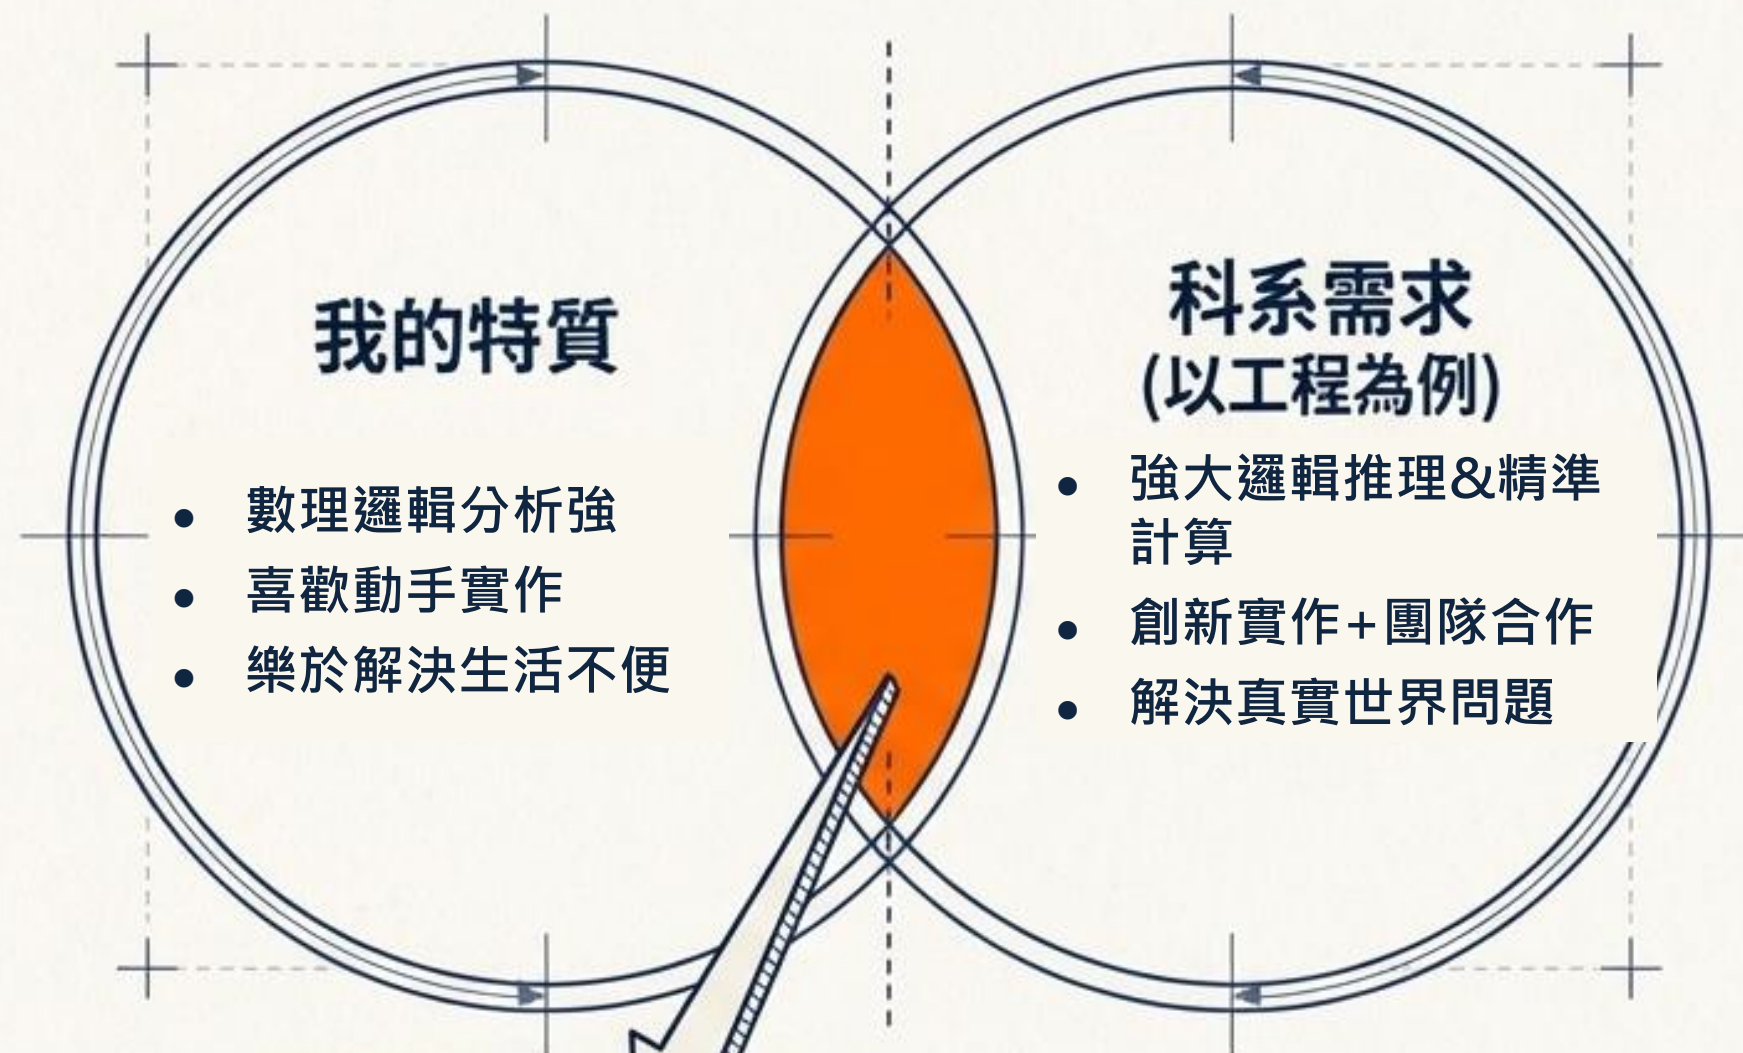 我的特質
• 數理邏輯分析強
• 喜歡動手實作
• 樂於解決生活不便
科系需求
(以工程為例)
• 強大邏輯推理&精準
計算
• 創新實作+團隊合作
• 解決真實世界問題